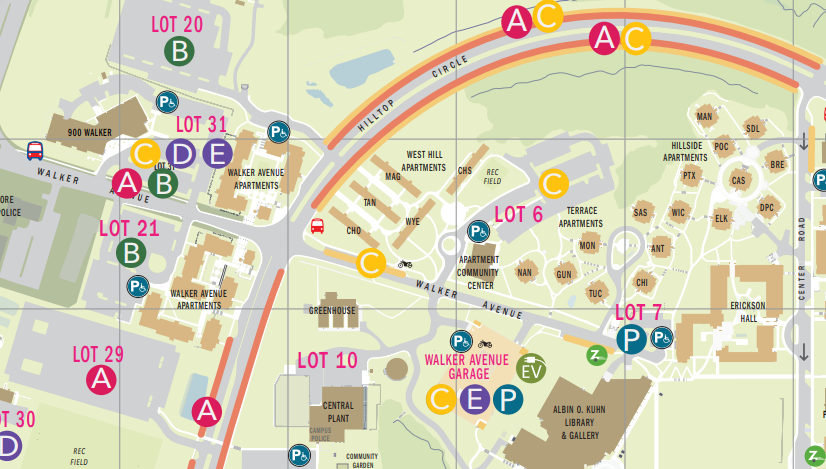 LOT 20
B
A C
A C
HILLTOP CIRCLE
P
900 WALKER
LOT 31
C D E
A B
WALKER AVENUE
P
WALKER AVENUE
APARTMENTS
WEST HILL
APARTMENTS
MAG
CHS
REC
FIELD
TAN
WYE
CHO
C
LOT 6
P
HILLSIDE
APARTMENTS
MAN
SDL
POC
BRE
PTX
CAS
DPC
SAS
WIC
ELK
ANT
CHI
TERRACE
APARTMENTS
MON
NAN
GUN
TUC
CENTER ROAD
ORE
POLICE
LOT 21
B
P
WALKER AVENUE
APARTMENTS
C
WALKER AVENUE
APARTMENT
COMMUNITY
CENTER
GREENHOUSE
LOT 7
P
P
ERICKSON
HALL
LOT 29
A
A
LOT 10
P
WALKER AVENUE
GARAGE
C E P
EV
Z
ALBIN O. KUHN
LIBRARY
& GALLERY
CENTRAL
PLANT
CAMPUS
POLICE
OT 30
D
REC
FIELD
P
COMMUNITY
GARDEN
Z